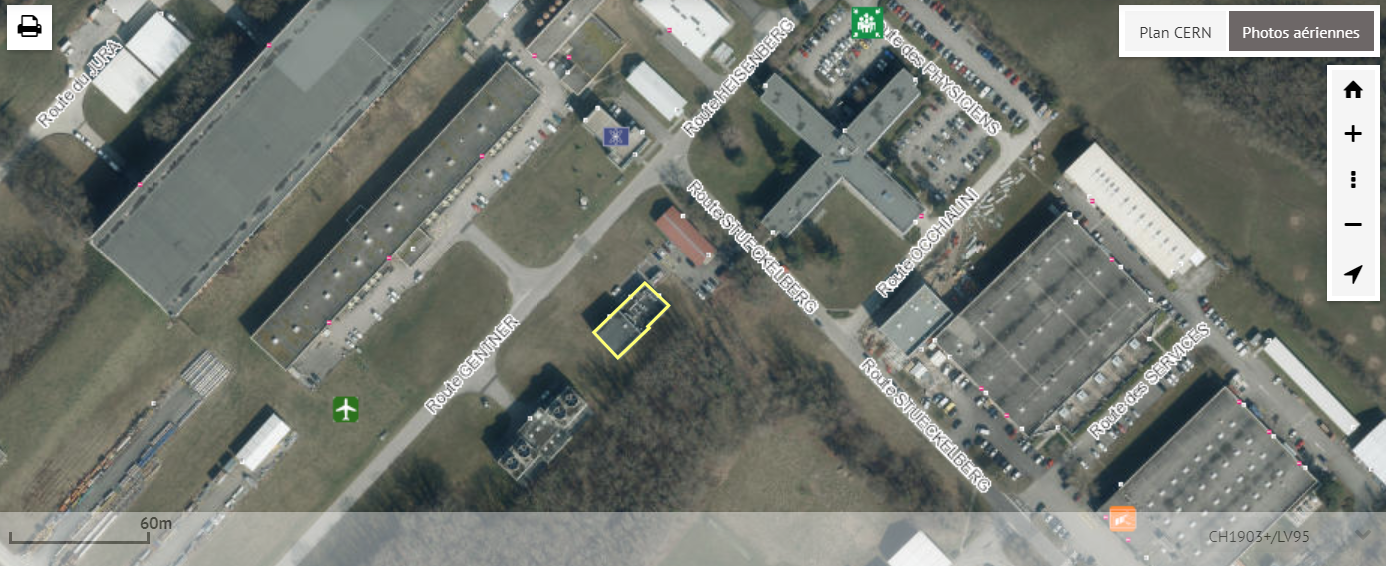 Plan CERN
Photos aériennes
Route du JURA
Route HEISENBERG
Route des PHYSICIENS
Route STUECKELBERG
Route OCCHIALINI
Route GENTNER
Route STUECKELBERG
Route des SERVICES
60m
CH1903+/LV95